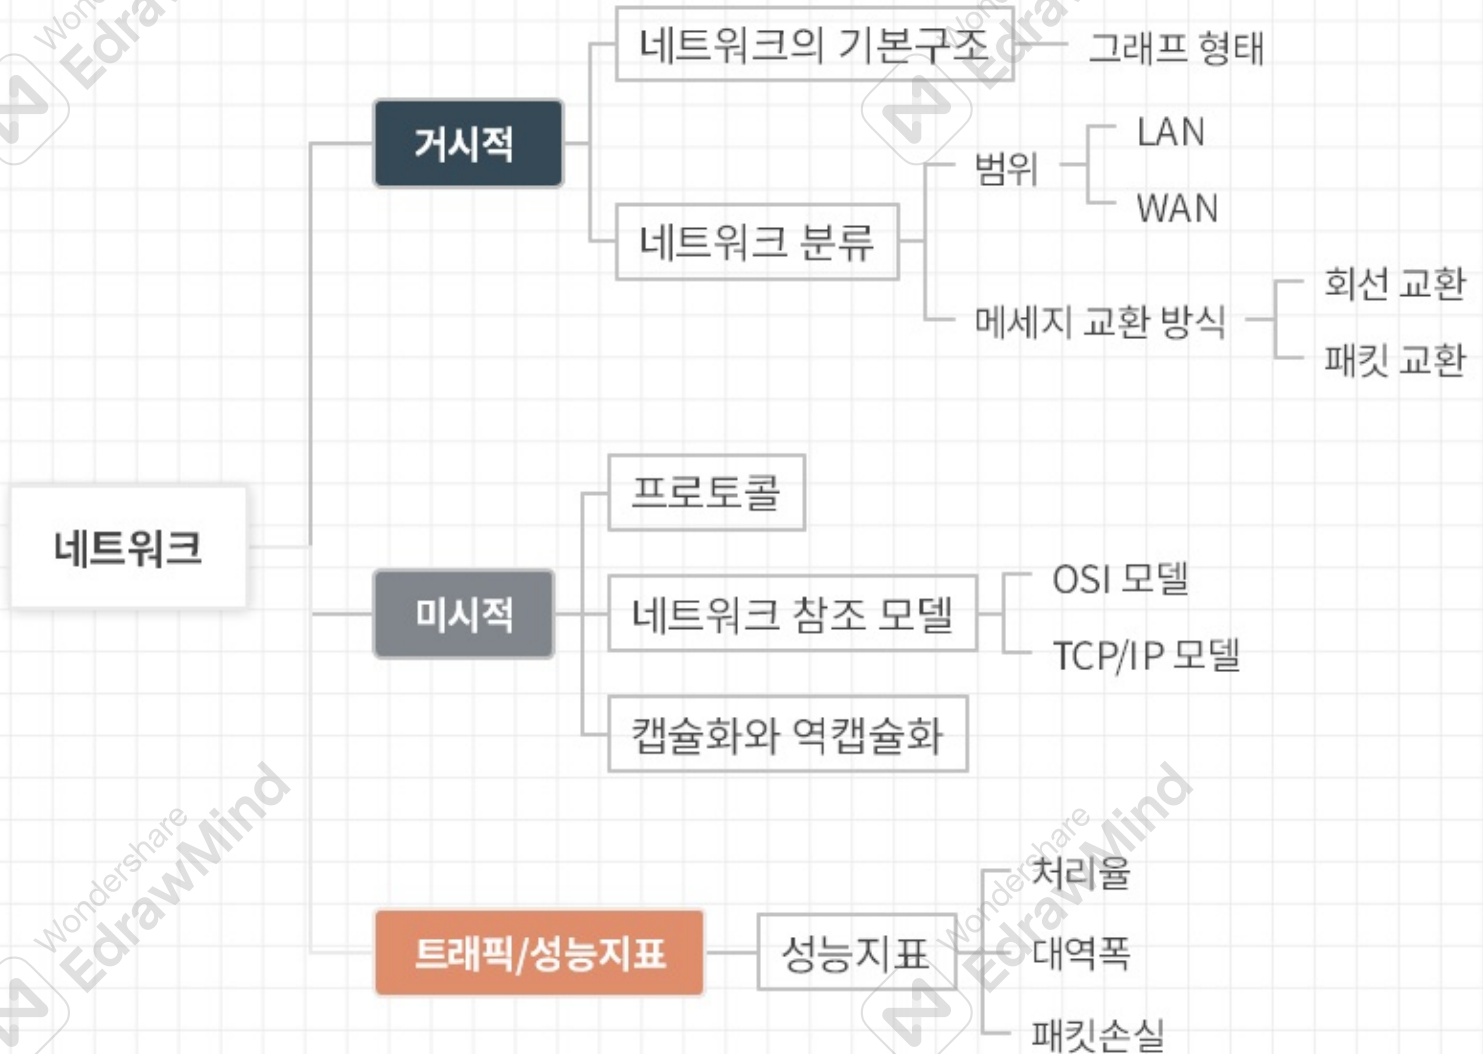 네트워크
거시적
네트워크의 기본구조
그래프 형태
네트워크 분류
범위
LAN
WAN
메세지 교환 방식
회선 교환
패킷 교환
미시적
프로토콜
네트워크 참조 모델
OSI 모델
TCP/IP 모델
캡슐화와 역캡슐화
트래픽/성능지표
성능지표
처리율
대역폭
패킷손실
Wondershare
EdrawMind
Wondershare
EdrawMind